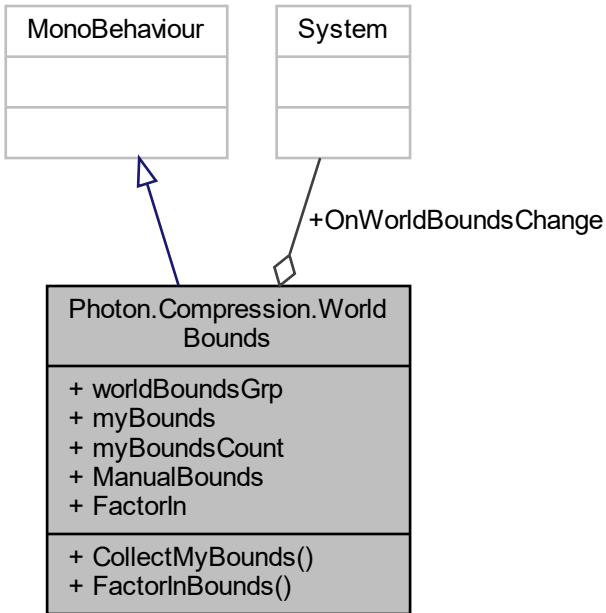 MonoBehaviour
System
+OnWorldBoundsChange
Photon.Compression.World
Bounds
+ worldBoundsGrp
+ myBounds
+ myBoundsCount
+ ManualBounds
+ FactorIn
+ CollectMyBounds()
+ FactorInBounds()